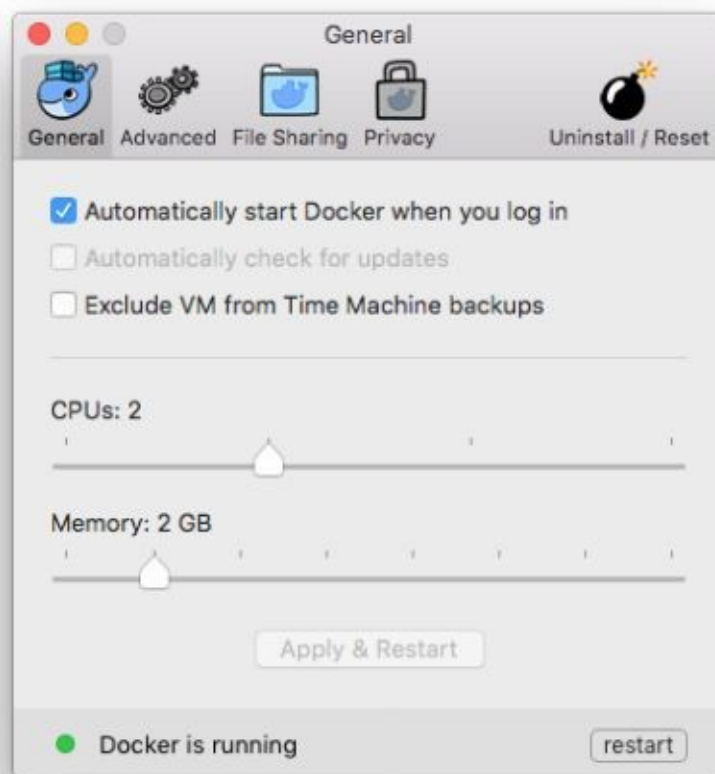 General
General Advanced File Sharing Privacy Uninstall / Reset
Automatically start Docker when you log in
Automatically check for updates
Exclude VM from Time Machine backups
CPUs: 2
Memory: 2 GB
Apply & Restart
Docker is running restart